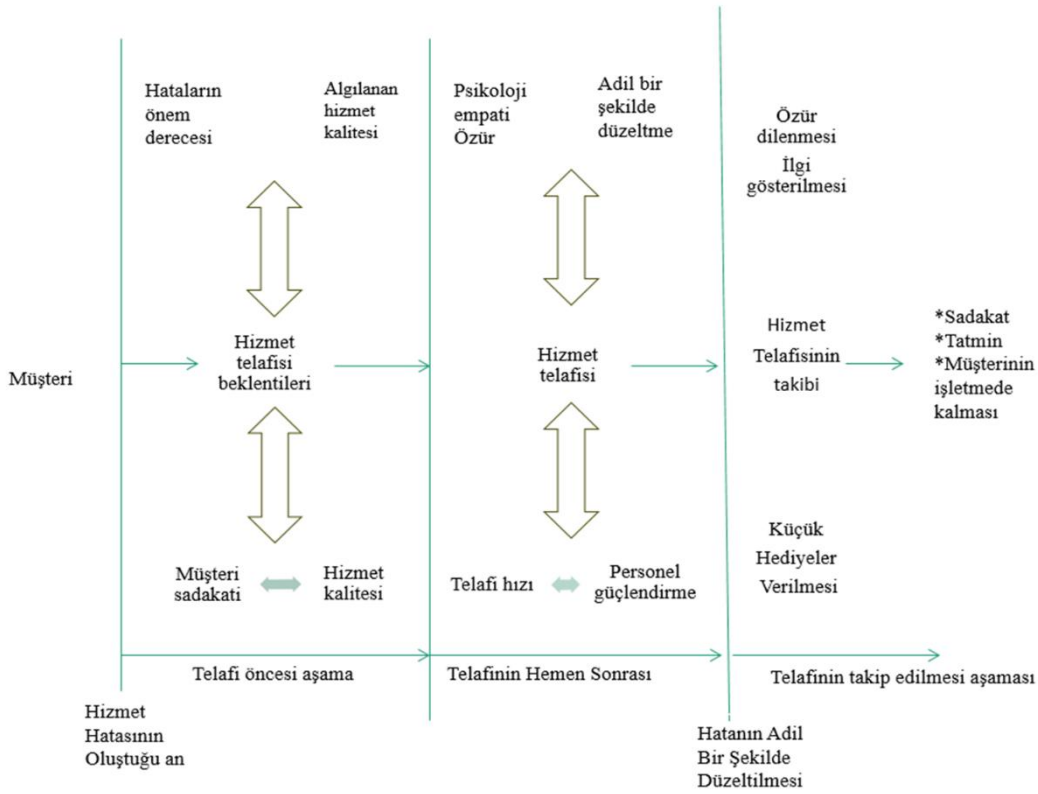 Hataların
önem
derecesi
Algılanan
hizmet
kalitesi
Psikoloji
empati
Özür
Adil bir
şekilde
düzeltme
Özür
dilenmesi
İlgi
gösterilmesi
Müşteri
Hizmet
telafisi
beklentileri
Hizmet
telafisi
Hizmet
Telafisinin
takibi
*Sadakat
*Tatmin
*Müşterinin
işletmede
kalması
Müşteri
sadakati
Hizmet
kalitesi
Telafi hızı
Personel
güçlendirme
Küçük
Hediyeler
Verilmesi
Telafi öncesi aşama
Telafinin Hemen Sonrası
Telafinin takip edilmesi aşaması
Hizmet
Hatasının
Oluştuğu an
Hatanın Adil
Bir Şekilde
Düzeltilmesi